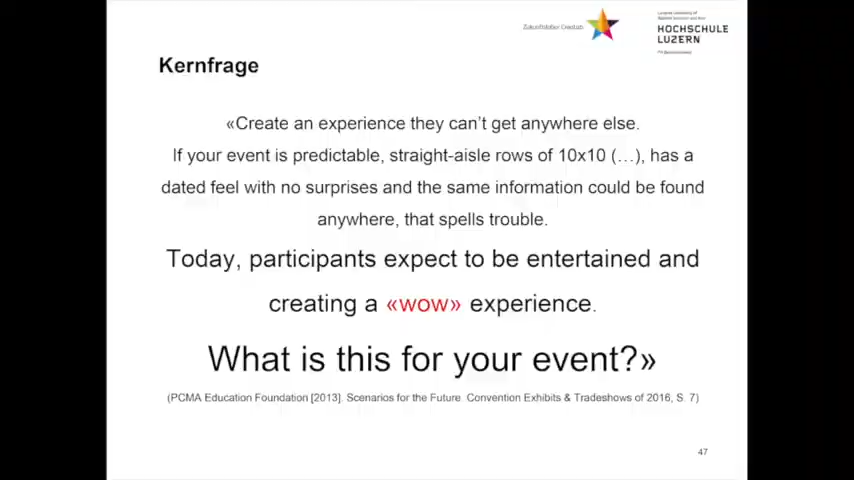 Zukunftslabor CreaLab
HOCHSCHULE
LUZERN
Kernfrage
«Create an experience they can't get anywhere else.
If your event is predictable, straight-aisle rows of 10x10 (…), has a
dated feel with no surprises and the same information could be found
anywhere, that spells trouble.
Today, participants expect to be entertained and
creating a «wow» experience.
What is this for your event?»
(PCMA Education Foundation [2013]. Scenarios for the Future Convention Exhibits & Tradeshows of 2016, S. 7)
47